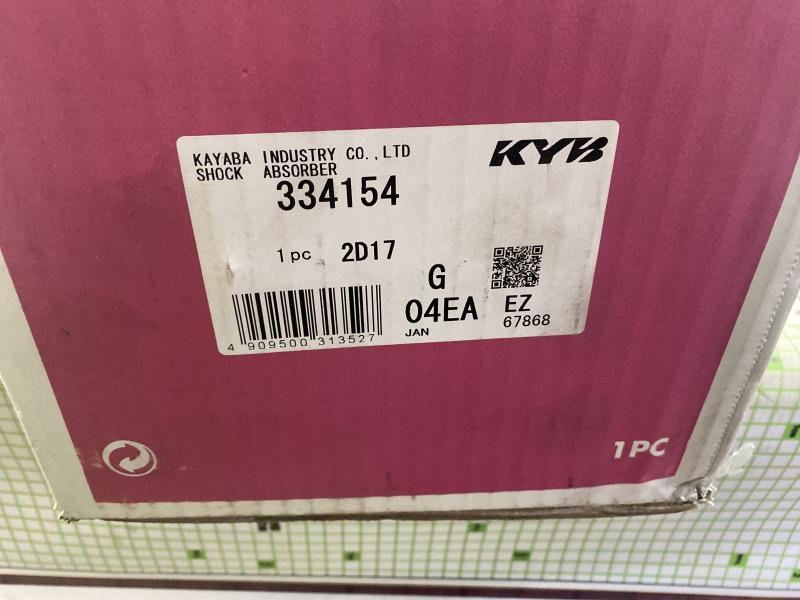 KAYABA INDUSTRY CO.,LTD
SHOCK ABSORBER
KYB
334154
1pc 2D17
G
04EA EZ
JAN 67868
4 909500 313527
1PC